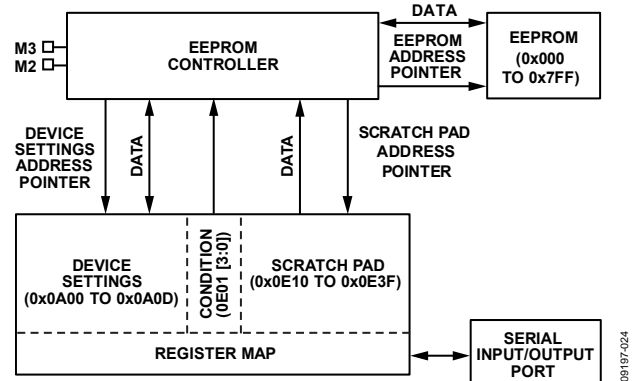 DATA
M3
M2
EEPROM
CONTROLLER
EEPROM
ADDRESS
POINTER
EEPROM
(0x000
TO 0x7FF)
DEVICE
SETTINGS
ADDRESS
POINTER
DATA
DATA
SCRATCH PAD
ADDRESS
POINTER
DEVICE
SETTINGS
(0x0A00 TO 0x0A0D)
CONDITION
(0E01 [3:0])
SCRATCH PAD
(0x0E10 TO 0x0E3F)
REGISTER MAP
SERIAL
INPUT/OUTPUT
PORT
09197-024